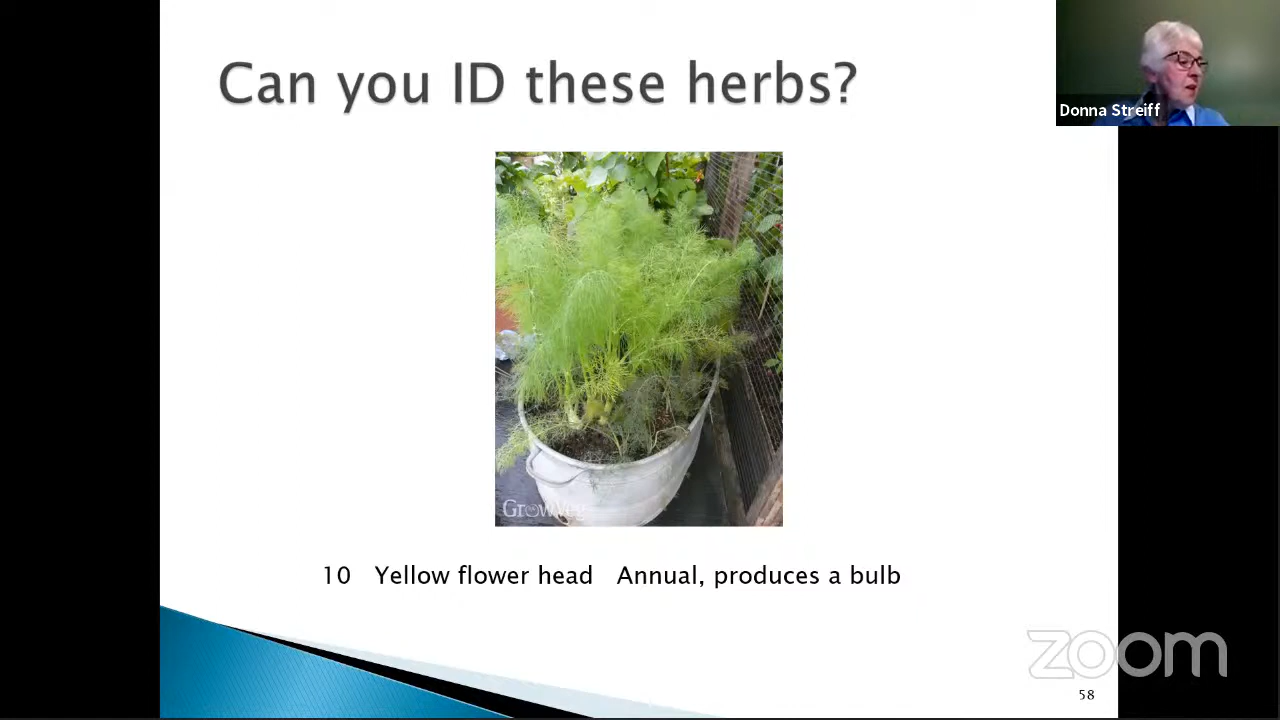 Can you ID these herbs?
Donna Streiff
GrowVeg
10 Yellow flower head Annual, produces a bulb
zoom
58